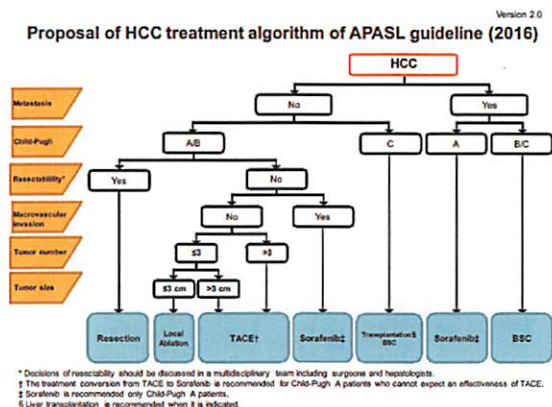 Version 2.0
Proposal of HCC treatment algorithm of APASL guideline (2016)
HCC
Metastasis
No
Yes
Child-Pugh
A/B
C
A
B/C
Resectability*
Yes
No
Macrovascular invasion
No
Yes
Tumor number
≤3
>3
Tumor size
≤3 cm
>3 cm
Resection
Local Ablation
TACE†
Sorafenib‡
Transplantation§
BSC
Sorafenib‡
BSC
* Decisions of resectability should be discussed in a multidisciplinary team including surgeons and hepatologists.
† The treatment conversion from TACE to Sorafenib is recommended for Child-Pugh A patients who cannot expect an effectiveness of TACE.
‡ Sorafenib is recommended only Child-Pugh A patients.
§ Liver transplantation is recommended when it is indicated.